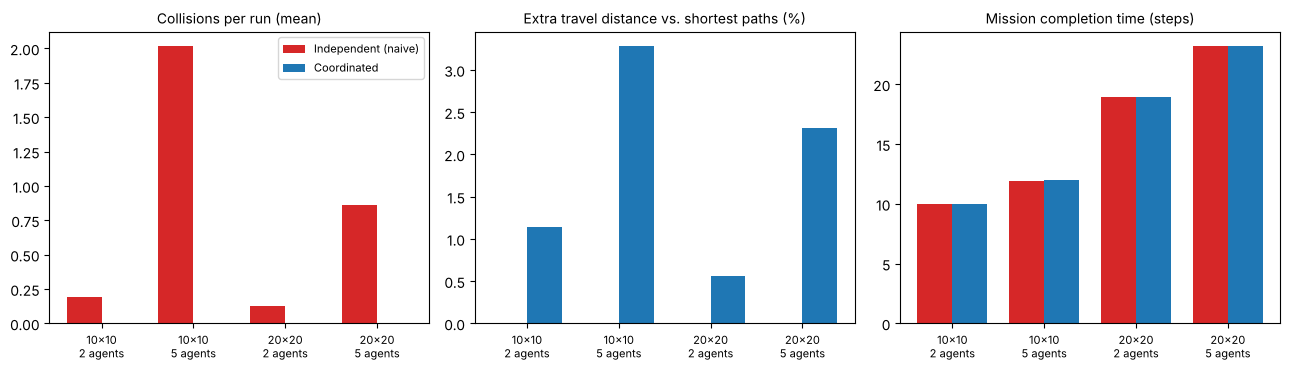 Collisions per run (mean)
2.00
1.75
1.50
1.25
1.00
0.75
0.50
0.25
0.00
Independent (naive)
Coordinated
10×10
2 agents
10×10
5 agents
20×20
2 agents
20×20
5 agents
Extra travel distance vs. shortest paths (%)
3.0
2.5
2.0
1.5
1.0
0.5
0.0
10×10
2 agents
10×10
5 agents
20×20
2 agents
20×20
5 agents
Mission completion time (steps)
20
15
10
5
0
10×10
2 agents
10×10
5 agents
20×20
2 agents
20×20
5 agents